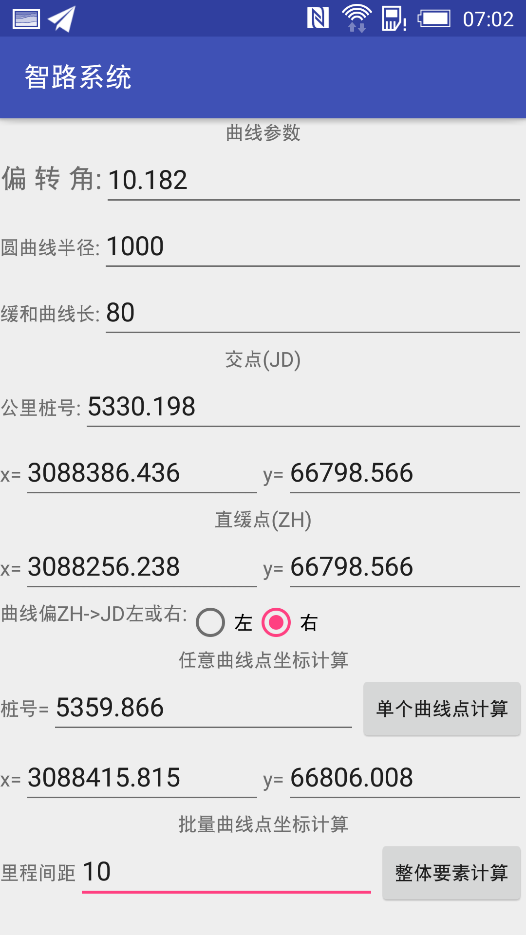 07:02
智路系统
曲线参数
偏 转 角: 10.182
圆曲线半径: 1000
缓和曲线长: 80
交点(JD)
公里桩号: 5330.198
x= 3088386.436 y= 66798.566
直缓点(ZH)
x= 3088256.238 y= 66798.566
曲线偏ZH->JD左或右: 左 右
任意曲线点坐标计算
桩号= 5359.866 单个曲线点计算
x= 3088415.815 y= 66806.008
批量曲线点坐标计算
里程间距 10 整体要素计算